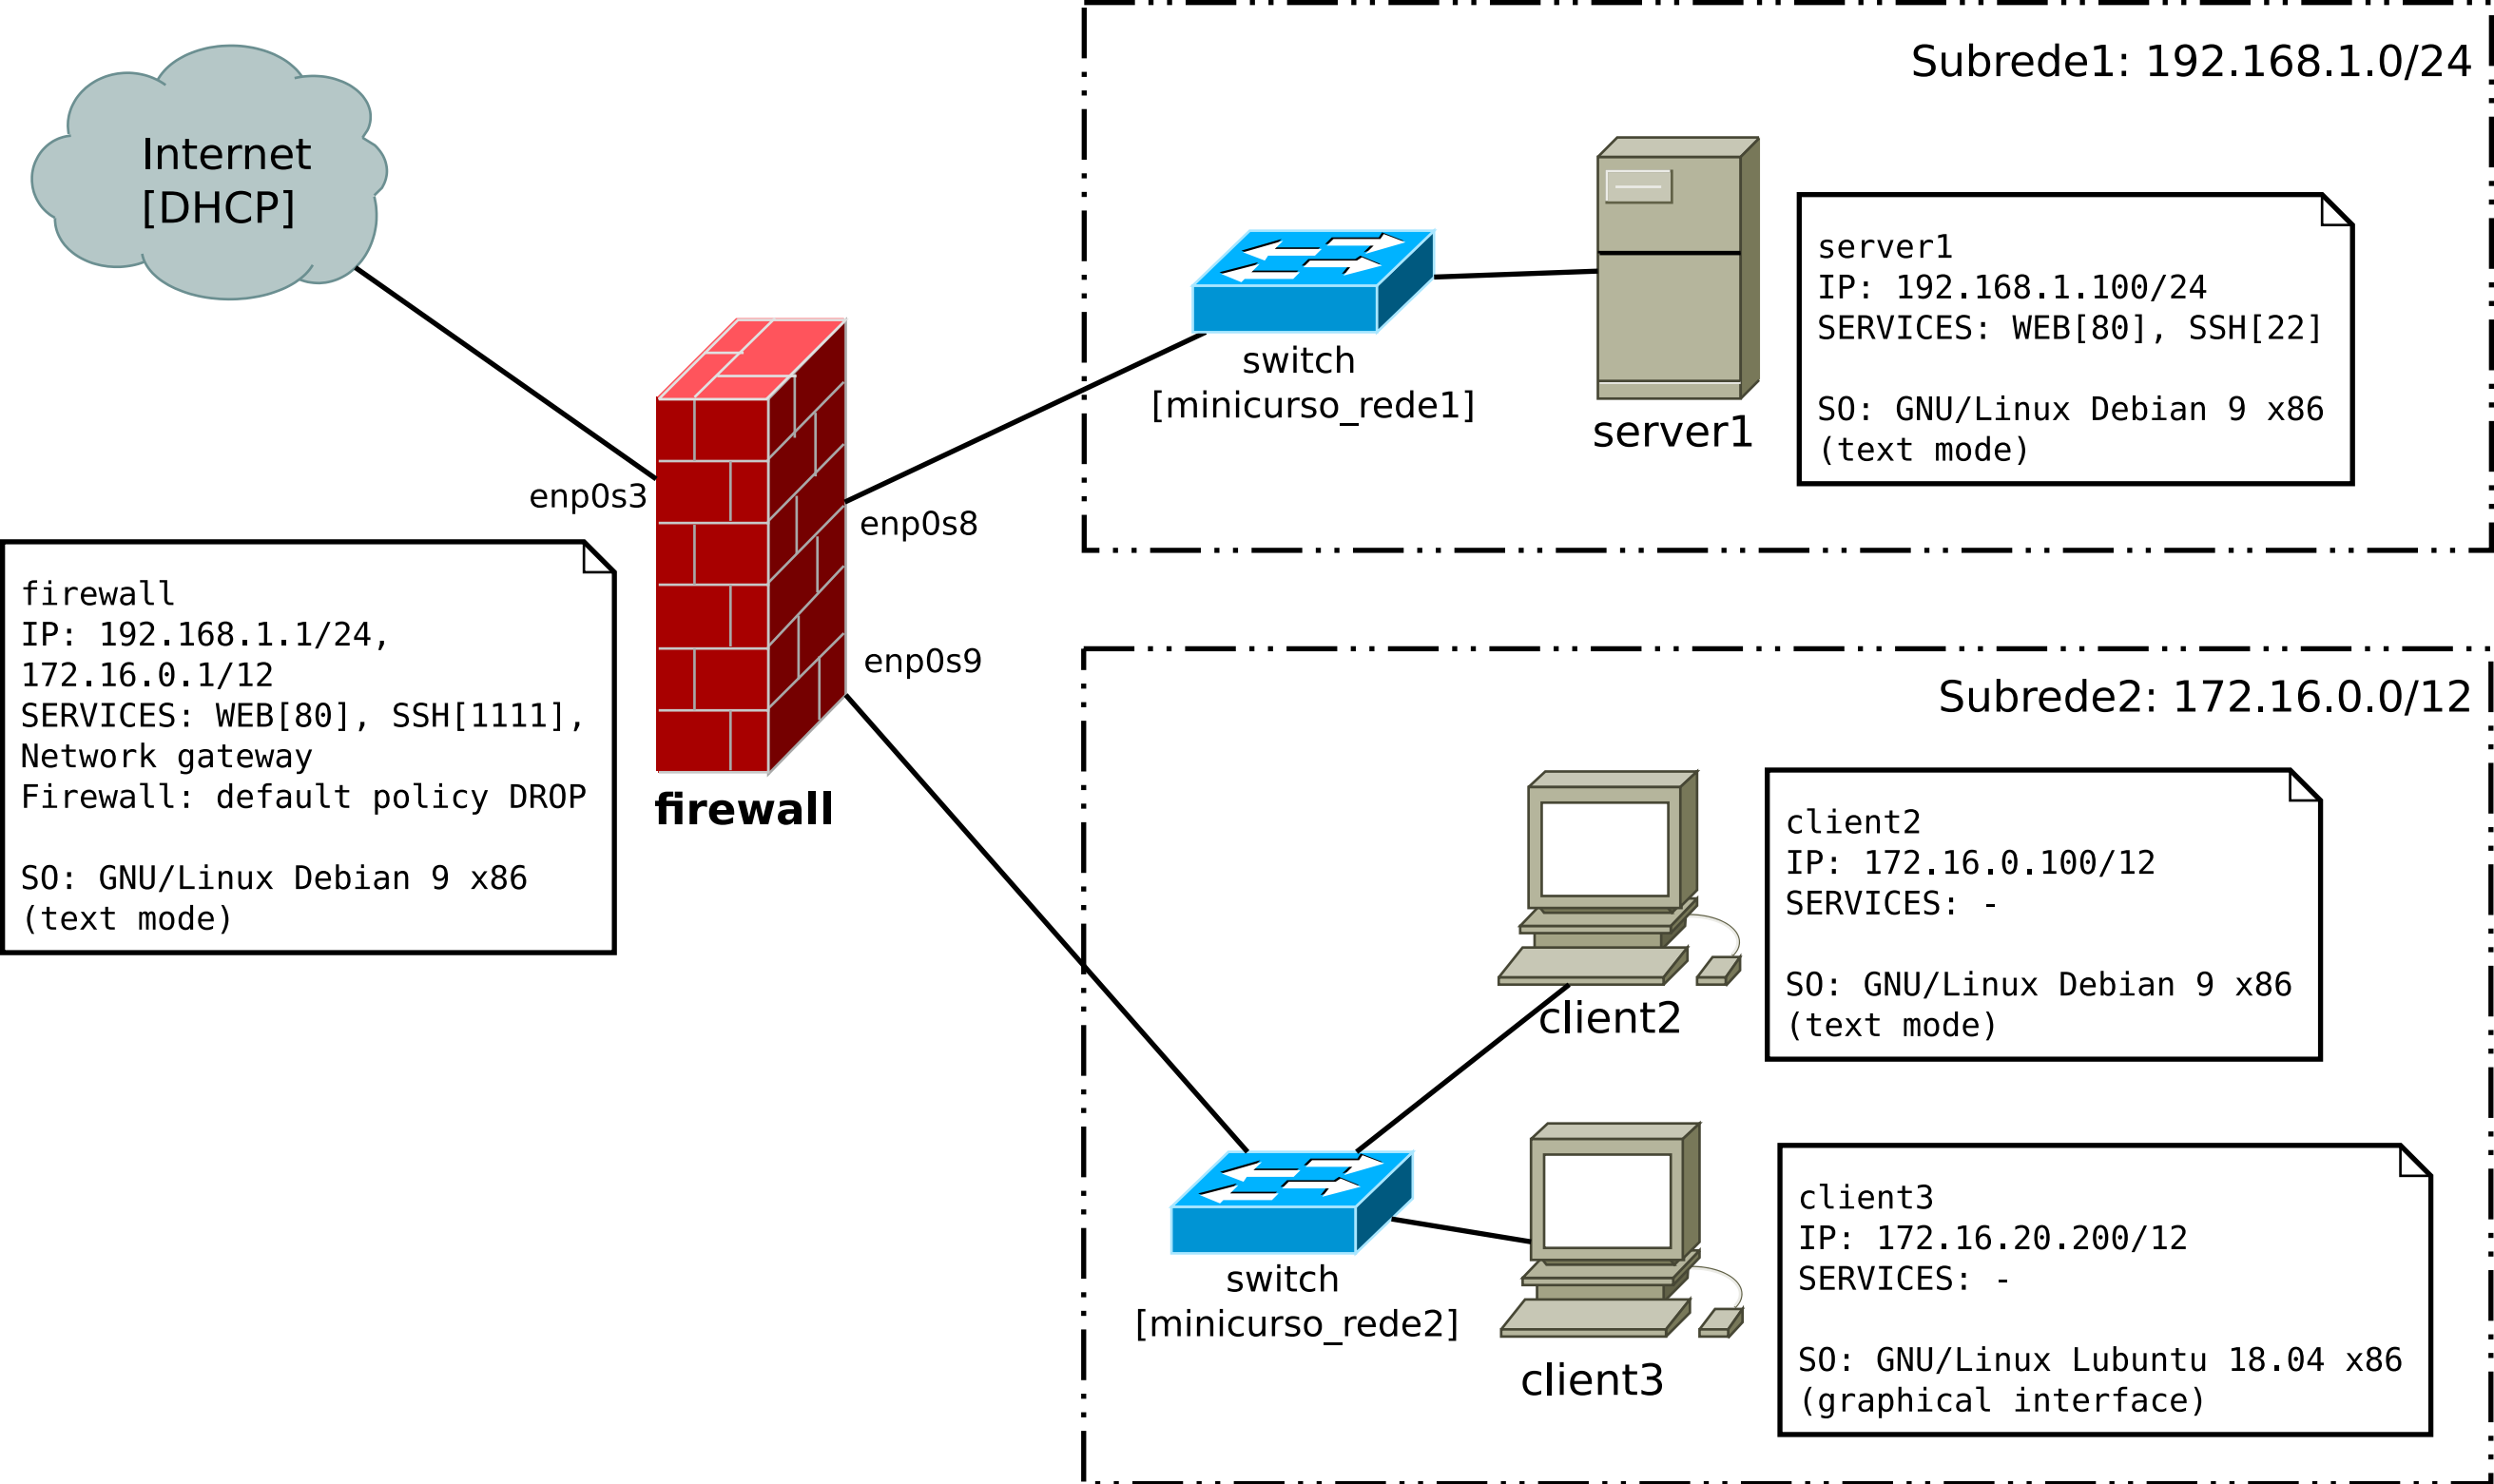 Internet
[DHCP]
enp0s3
enp0s8
enp0s9
firewall
firewall
IP: 192.168.1.1/24,
172.16.0.1/12
SERVICES: WEB[80], SSH[1111],
Network gateway
Firewall: default policy DROP
SO: GNU/Linux Debian 9 x86
(text mode)
Subrede1: 192.168.1.0/24
switch
[minicurso_rede1]
server1
server1
IP: 192.168.1.100/24
SERVICES: WEB[80], SSH[22]
SO: GNU/Linux Debian 9 x86
(text mode)
Subrede2: 172.16.0.0/12
client2
client2
IP: 172.16.0.100/12
SERVICES: -
SO: GNU/Linux Debian 9 x86
(text mode)
switch
[minicurso_rede2]
client3
client3
IP: 172.16.20.200/12
SERVICES: -
SO: GNU/Linux Lubuntu 18.04 x86
(graphical interface)